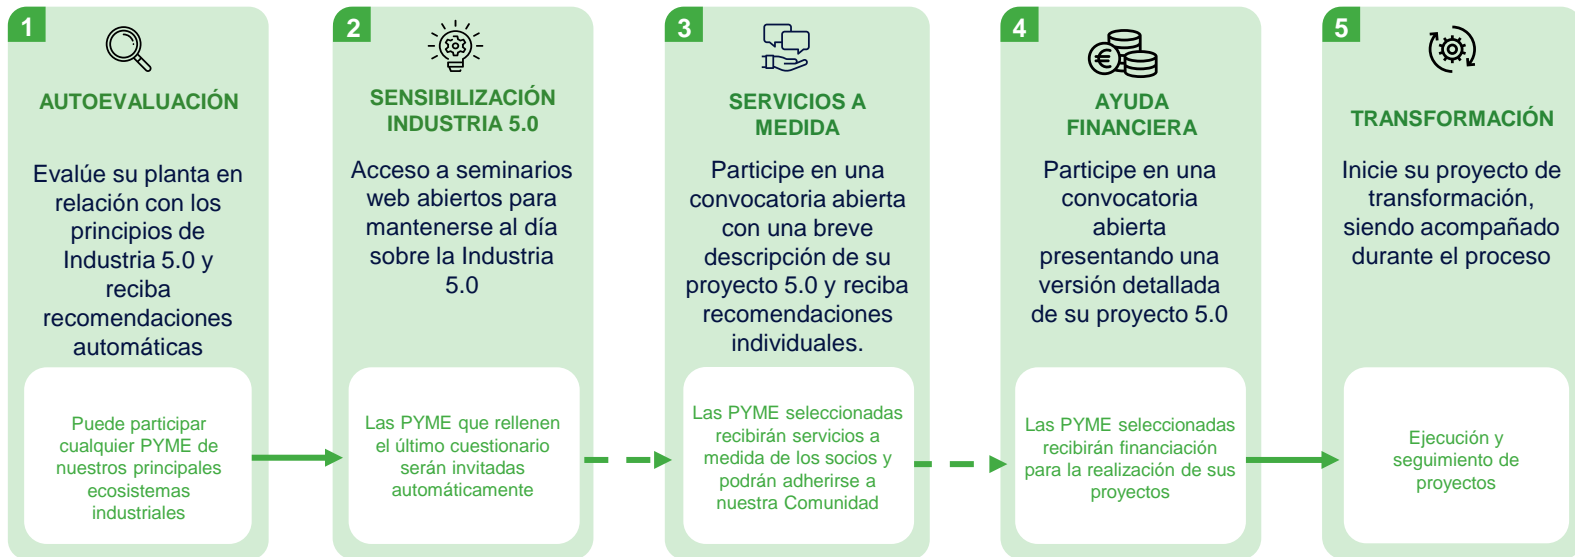 1
AUTOEVALUACIÓN
Evalúe su planta en
relación con los
principios de
Industria 5.0 y
reciba
recomendaciones
automáticas
Puede participar
cualquier PYME de
nuestros principales
ecosistemas
industriales
2
SENSIBILIZACIÓN
INDUSTRIA 5.0
Acceso a seminarios
web abiertos para
mantenerse al día
sobre la Industria
5.0
Las PYME que rellenen
el último cuestionario
serán invitadas
automáticamente
3
SERVICIOS A
MEDIDA
Participe en una
convocatoria abierta
con una breve
descripción de su
proyecto 5.0 y reciba
recomendaciones
individuales.
Las PYME seleccionadas
recibirán servicios a
medida de los socios y
podrán adherirse a
nuestra Comunidad
4
€
AYUDA
FINANCIERA
Participe en una
convocatoria
abierta
presentando una
versión detallada
de su proyecto 5.0
Las PYME seleccionadas
recibirán financiación
para la realización de sus
proyectos
5
TRANSFORMACIÓN
Inicie su proyecto de
transformación,
siendo acompañado
durante el proceso
Ejecución y
seguimiento de
proyectos